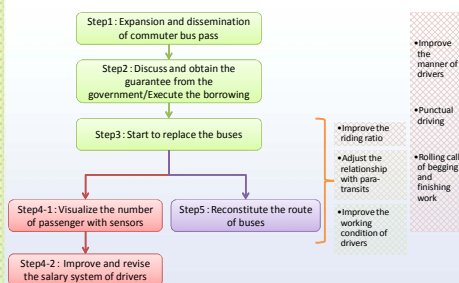 Step1 : Expansion and dissemination
of commuter bus pass
Step2 : Discuss and obtain the
guarantee from the
government/Execute the borrowing
Step3 : Start to replace the buses
Step4-1 : Visualize the number
of passenger with sensors
Step5 : Reconstitute the route
of buses
Step4-2 : Improve and revise
the salary system of drivers
•Improve the
riding ratio
•Adjust the
relationship
with para-
transits
•Improve the
working
condition of
drivers
•Improve
the
manner of
drivers
•Punctual
driving
•Rolling call
of begging
and
finishing
work